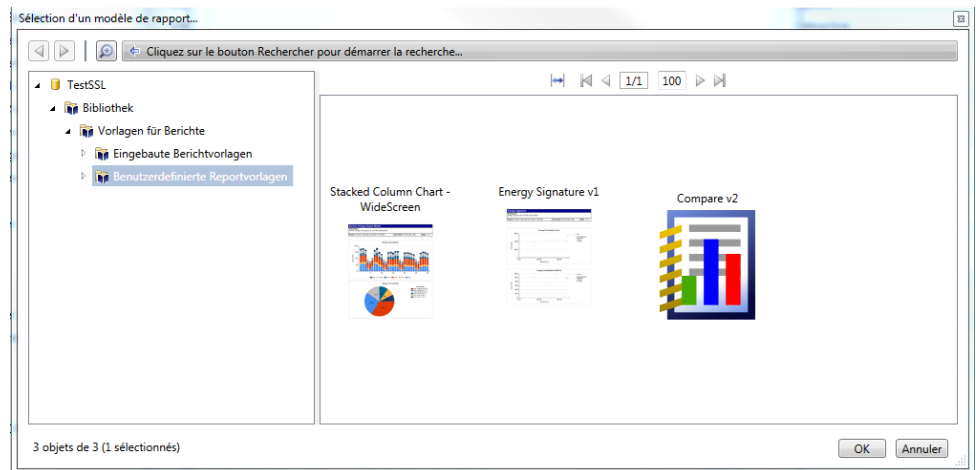 Sélection d'un modèle de rapport...
Cliquez sur le bouton Rechercher pour démarrer la recherche...
TestSSL
Bibliothek
Vorlagen für Berichte
Eingebaute Berichtvorlagen
Benutzerdefinierte Reportvorlagen
1/1 100
Stacked Column Chart -
WideScreen
Energy Signature v1
Compare v2
3 objets de 3 (1 sélectionnés)
OK Annuler